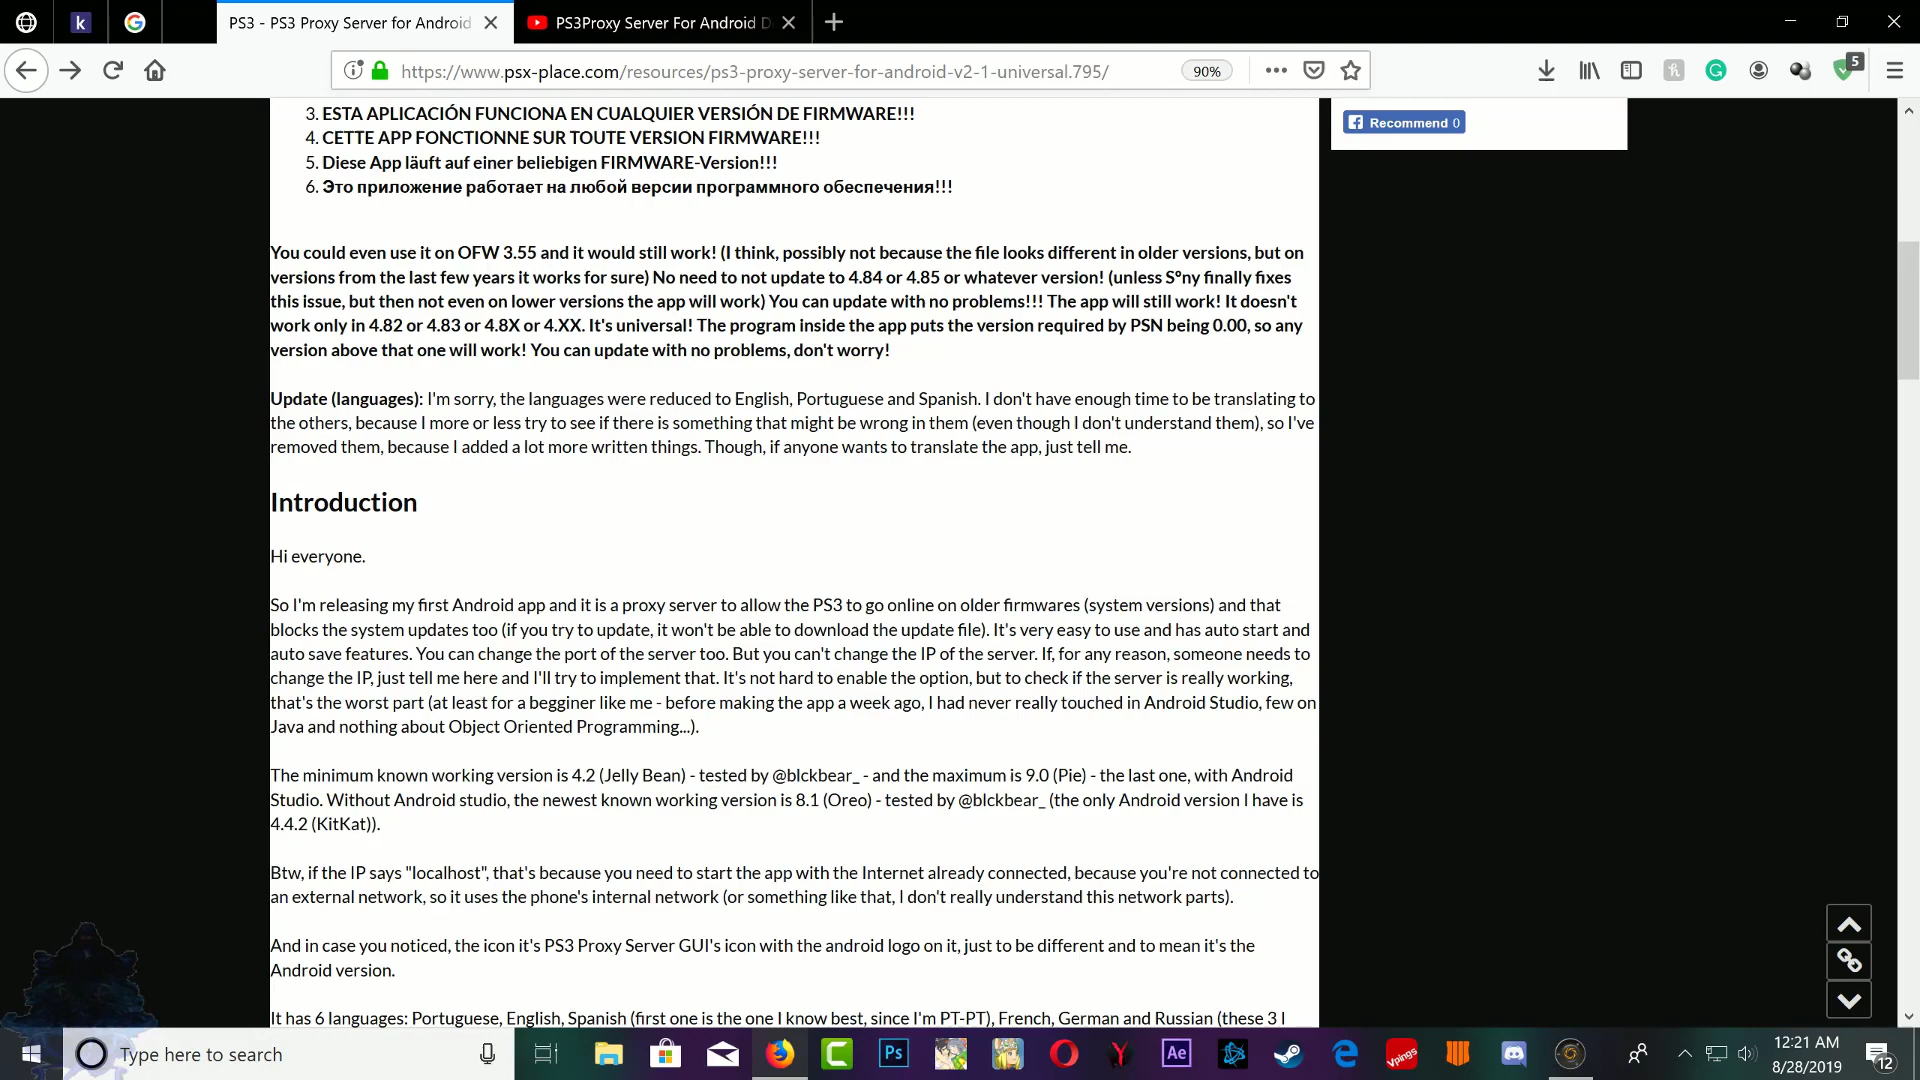 PS3 - PS3 Proxy Server for Android
PS3Proxy Server For Android D
https://www.psx-place.com/resources/ps3-proxy-server-for-android-v2-1-universal.795/
90%
5
3. ESTA APLICACIÓN FUNCIONA EN CUALQUIER VERSIÓN DE FIRMWARE!!!
4. CETTE APP FONCTIONNE SUR TOUTE VERSION FIRMWARE!!!
5. Diese App läuft auf einer beliebigen FIRMWARE-Version!!!
6. Это приложение работает на любой версии программного обеспечения!!!
Recommend 0
You could even use it on OFW 3.55 and it would still work! (I think, possibly not because the file looks different in older versions, but on
versions from the last few years it works for sure) No need to not update to 4.84 or 4.85 or whatever version! (unless S°ny finally fixes
this issue, but then not even on lower versions the app will work) You can update with no problems!!! The app will still work! It doesn't
work only in 4.82 or 4.83 or 4.8X or 4.XX. It's universal! The program inside the app puts the version required by PSN being 0.00, so any
version above that one will work! You can update with no problems, don't worry!
Update (languages): I'm sorry, the languages were reduced to English, Portuguese and Spanish. I don't have enough time to be translating to
the others, because I more or less try to see if there is something that might be wrong in them (even though I don't understand them), so I've
removed them, because I added a lot more written things. Though, if anyone wants to translate the app, just tell me.
Introduction
Hi everyone.
So I'm releasing my first Android app and it is a proxy server to allow the PS3 to go online on older firmwares (system versions) and that
blocks the system updates too (if you try to update, it won't be able to download the update file). It's very easy to use and has auto start and
auto save features. You can change the port of the server too. But you can't change the IP of the server. If, for any reason, someone needs to
change the IP, just tell me here and I'll try to implement that. It's not hard to enable the option, but to check if the server is really working,
that's the worst part (at least for a begginer like me - before making the app a week ago, I had never really touched in Android Studio, few on
Java and nothing about Object Oriented Programming...).
The minimum known working version is 4.2 (Jelly Bean) - tested by @blckbear_ - and the maximum is 9.0 (Pie) - the last one, with Android
Studio. Without Android studio, the newest known working version is 8.1 (Oreo) - tested by @blckbear_ (the only Android version I have is
4.4.2 (KitKat)).
Btw, if the IP says "localhost", that's because you need to start the app with the Internet already connected, because you're not connected to
an external network, so it uses the phone's internal network (or something like that, I don't really understand this network parts).
And in case you noticed, the icon it's PS3 Proxy Server GUI's icon with the android logo on it, just to be different and to mean it's the
Android version.
It has 6 languages: Portuguese, English, Spanish (first one is the one I know best, since I'm PT-PT), French, German and Russian (these 3 I
Type here to search
Ps
Ae
Vpings
12:21 AM
8/28/2019
12